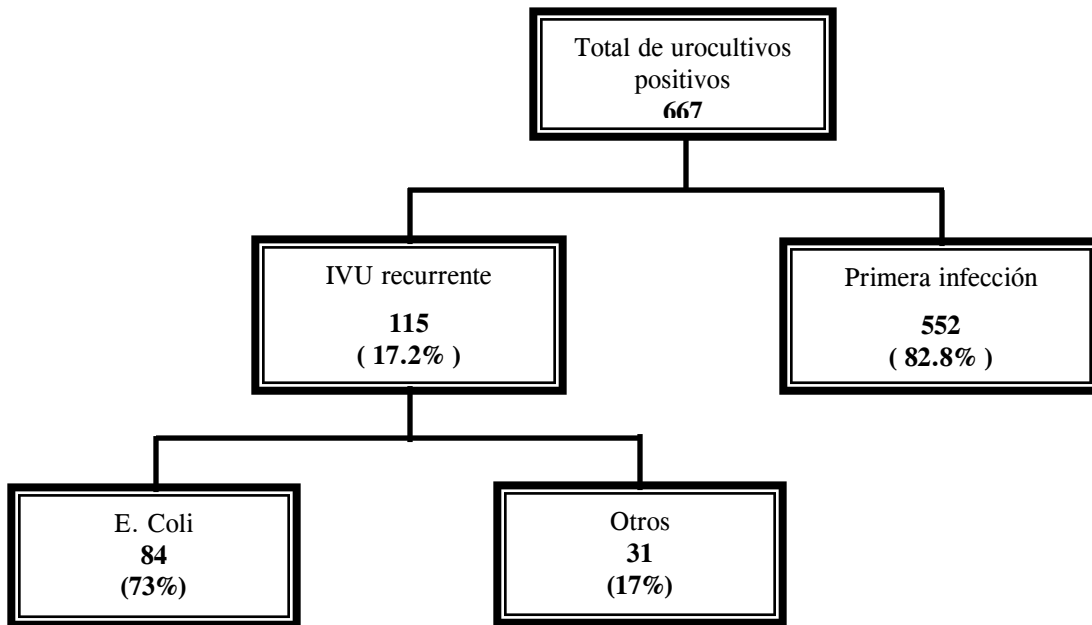 Total de urocultivos
positivos
667
IVU recurrente
115
( 17.2% )
Primera infección
552
( 82.8% )
E. Coli
84
(73%)
Otros
31
(17%)